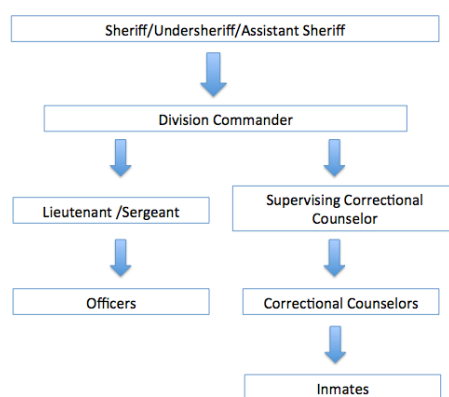 Sheriff/Undersheriff/Assistant Sheriff
Division Commander
Lieutenant /Sergeant
Supervising Correctional
Counselor
Officers
Correctional Counselors
Inmates